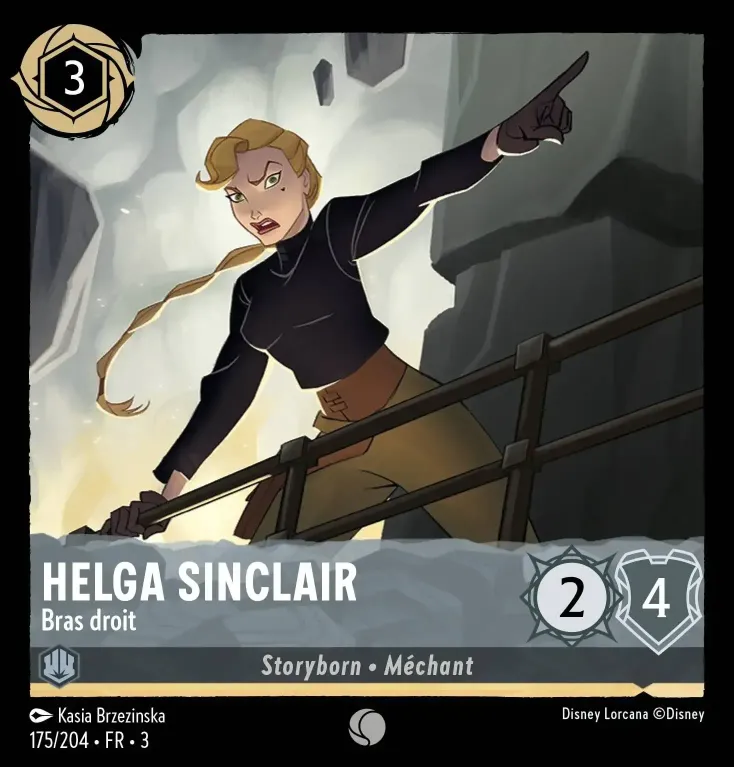 3
HELGA SINCLAIR
Bras droit
2
4
Storyborn • Méchant
Kasia Brzezinska
Disney Lorcana ©Disney
175/204 • FR • 3